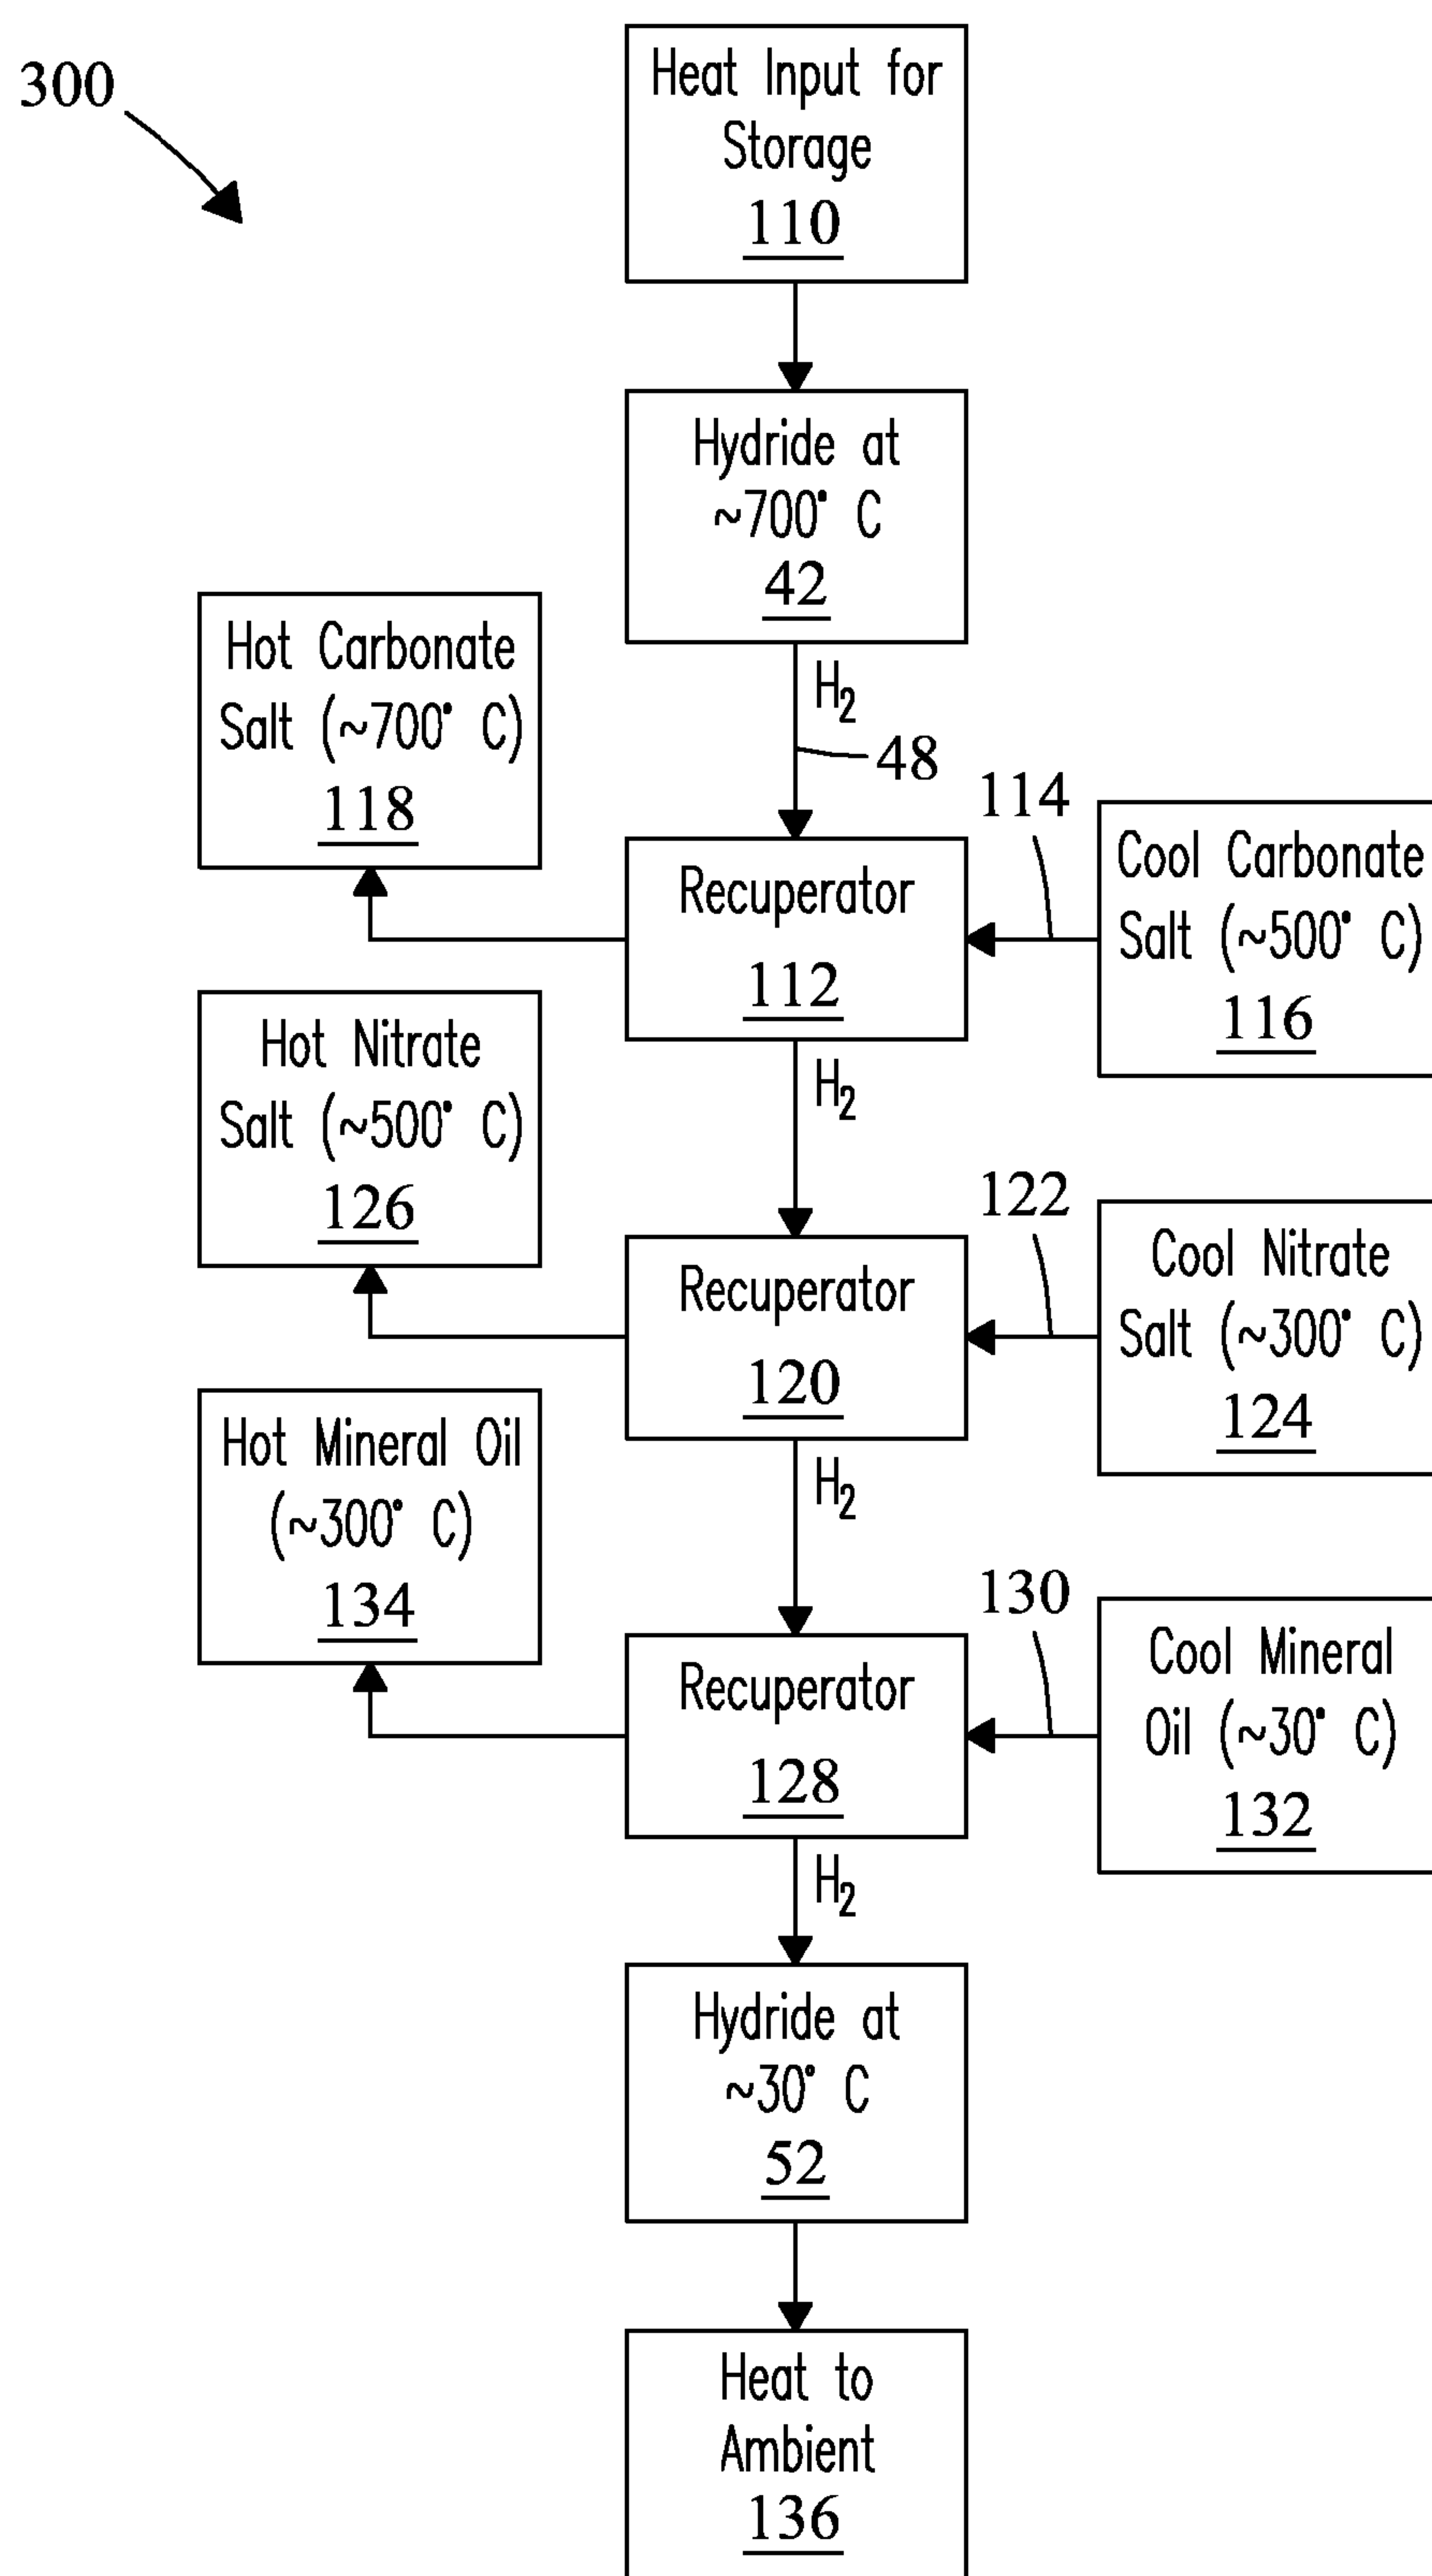 300
Heat Input for
Storage
110
Hydride at
~700° C
42
H₂
48
Hot Carbonate
Salt (~700° C)
118
Recuperator
112
114
Cool Carbonate
Salt (~500° C)
116
H₂
Hot Nitrate
Salt (~500° C)
126
Recuperator
120
122
Cool Nitrate
Salt (~300° C)
124
H₂
Hot Mineral Oil
(~300° C)
134
Recuperator
128
130
Cool Mineral
Oil (~30° C)
132
H₂
Hydride at
~30° C
52
Heat to
Ambient
136